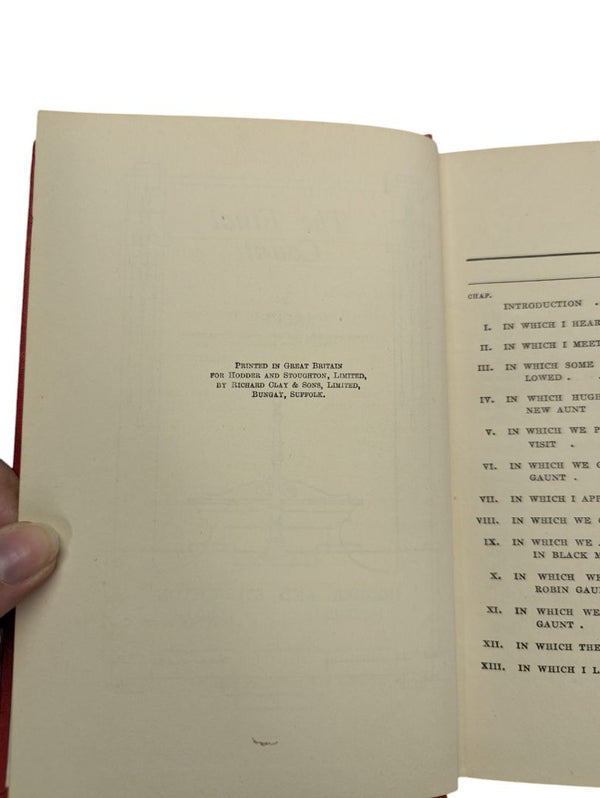 PRINTED IN GREAT BRITAIN
FOR HODDER AND STOUGHTON, LIMITED,
BY RICHARD CLAY & SONS, LIMITED,
BUNGAY, SUFFOLK.
CHAP.
INTRODUCTION .
I. IN WHICH I HEAR
II. IN WHICH I MEET
III. IN WHICH SOME
LOWED .
IV. IN WHICH HUGH
NEW AUNT
V. IN WHICH WE P
VISIT .
VI. IN WHICH WE
GAUNT .
VII. IN WHICH I APP
VIII. IN WHICH WE
IX. IN WHICH WE
IN BLACK M
X. IN WHICH WE
ROBIN GAUN
XI. IN WHICH WE
GAUNT .
XII. IN WHICH THE
XIII. IN WHICH I L